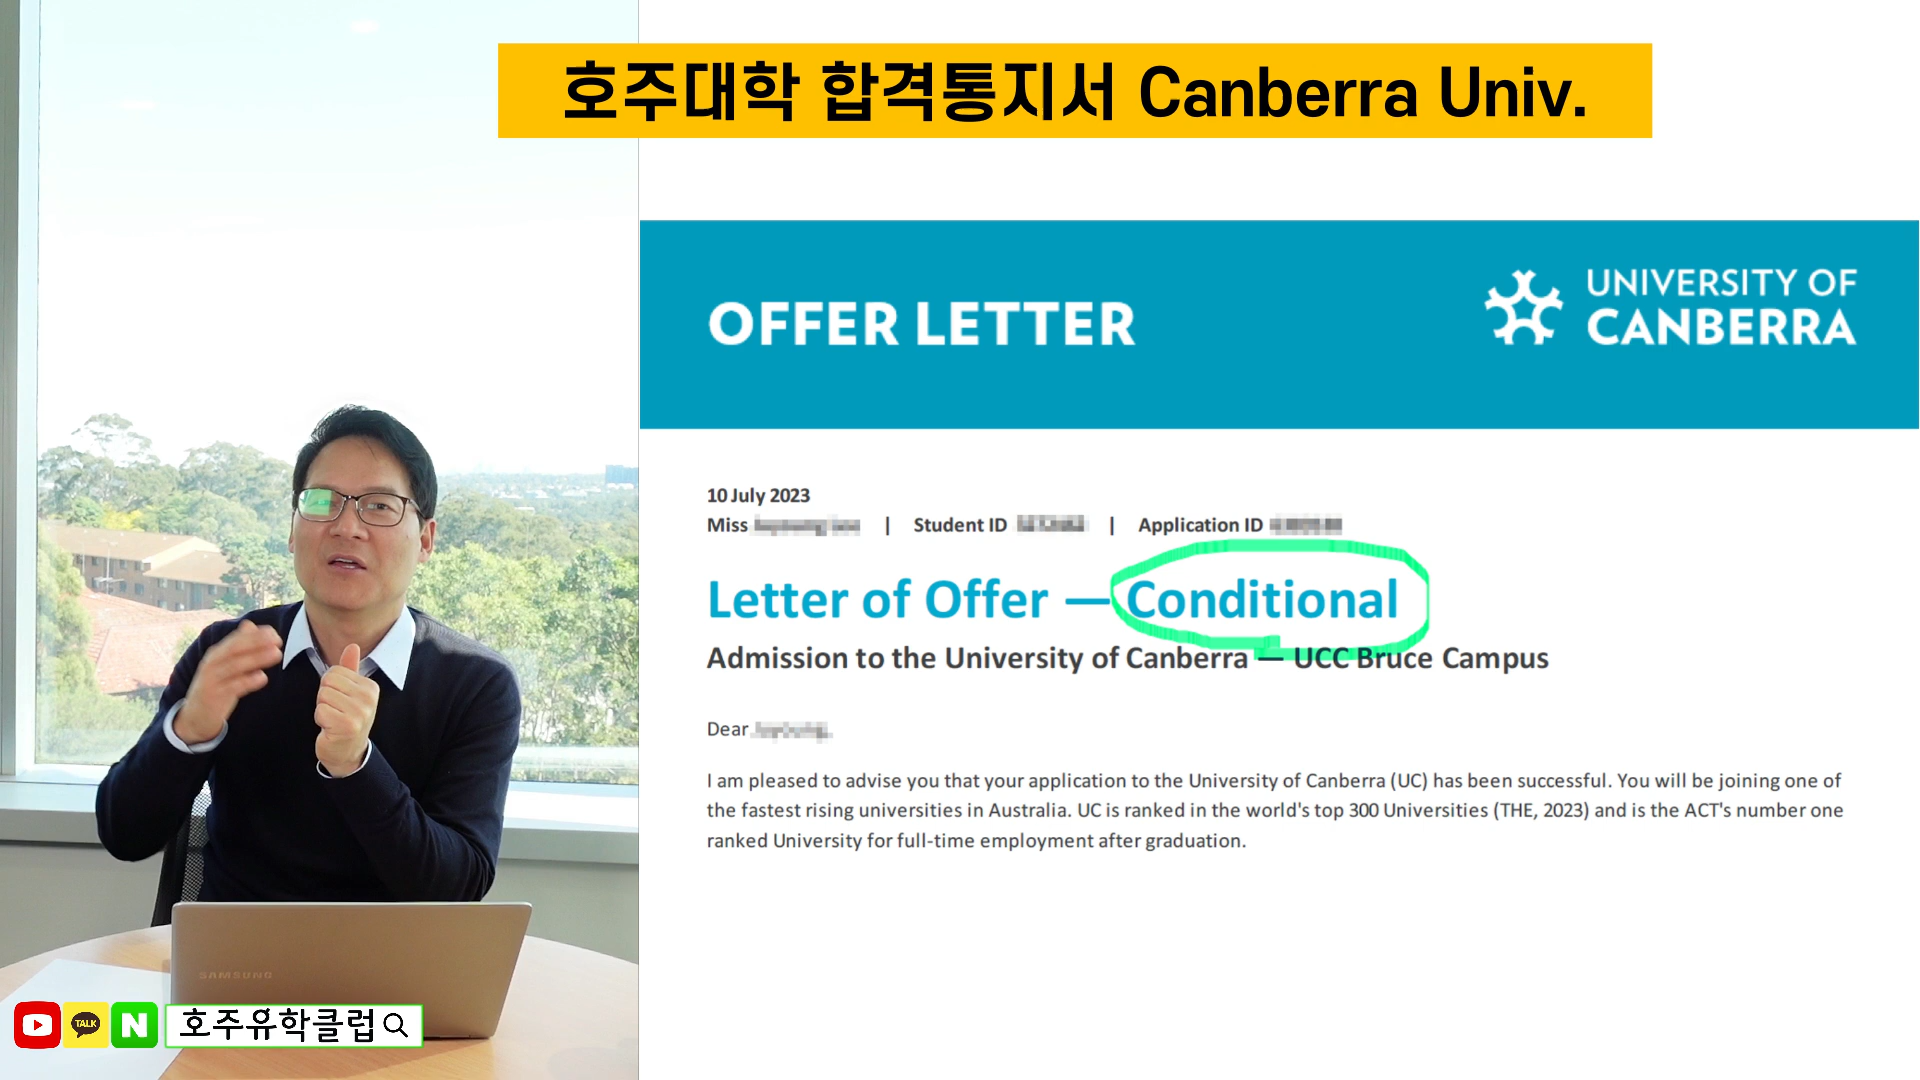 호주대학 합격통지서 Canberra Univ.
OFFER LETTER
UNIVERSITY OF
CANBERRA
10 July 2023
Miss | Student ID | Application ID
Letter of Offer — Conditional
Admission to the University of Canberra — UCC Bruce Campus
Dear
I am pleased to advise you that your application to the University of Canberra (UC) has been successful. You will be joining one of
the fastest rising universities in Australia. UC is ranked in the world's top 300 Universities (THE, 2023) and is the ACT's number one
ranked University for full-time employment after graduation.
SAMSUNG
TALK
N
호주유학클럽